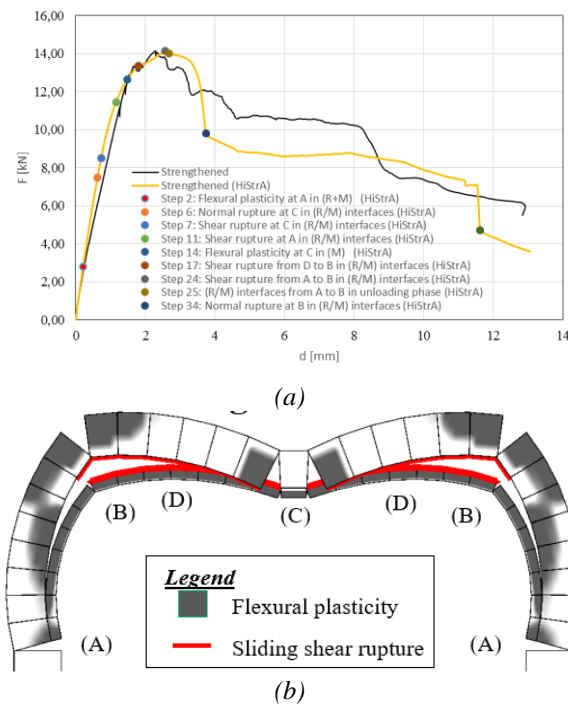 16,00
14,00
12,00
10,00
8,00
6,00
4,00
2,00
0,00
F [kN]
Strengthened
Strengthened (HiStrA)
Step 2: Flexural plasticity at A in (R+M) (HiStrA)
Step 6: Normal rupture at C in (R/M) interfaces (HiStrA)
Step 7: Shear rupture at C in (R/M) interfaces (HiStrA)
Step 11: Shear rupture at A in (R/M) interfaces (HiStrA)
Step 14: Flexural plasticity at C in (M) (HiStrA)
Step 17: Shear rupture from D to B in (R/M) interfaces (HiStrA)
Step 24: Shear rupture from A to B in (R/M) interfaces (HiStrA)
Step 25: (R/M) interfaces from A to B in unloading phase (HiStrA)
Step 34: Normal rupture at B in (R/M) interfaces (HiStrA)
0 2 4 6 8 10 12 14
d [mm]
(a)
(B) (D) (C) (D) (B)
(A) (A)
Legend
Flexural plasticity
Sliding shear rupture
(b)